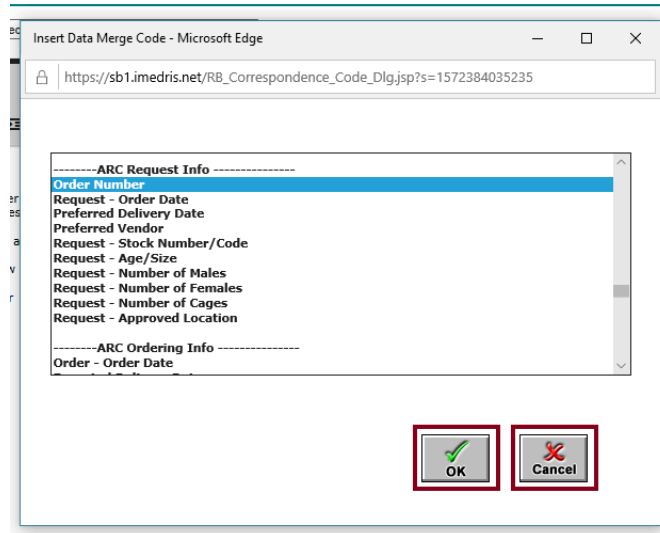 Insert Data Merge Code - Microsoft Edge
https://sb1.imedris.net/RB_Correspondence_Code_Dlg.jsp?s=1572384035235
--------ARC Request Info ---------------
Order Number
Request - Order Date
Preferred Delivery Date
Preferred Vendor
Request - Stock Number/Code
Request - Age/Size
Request - Number of Males
Request - Number of Females
Request - Number of Cages
Request - Approved Location
--------ARC Ordering Info ---------------
Order - Order Date
OK
Cancel